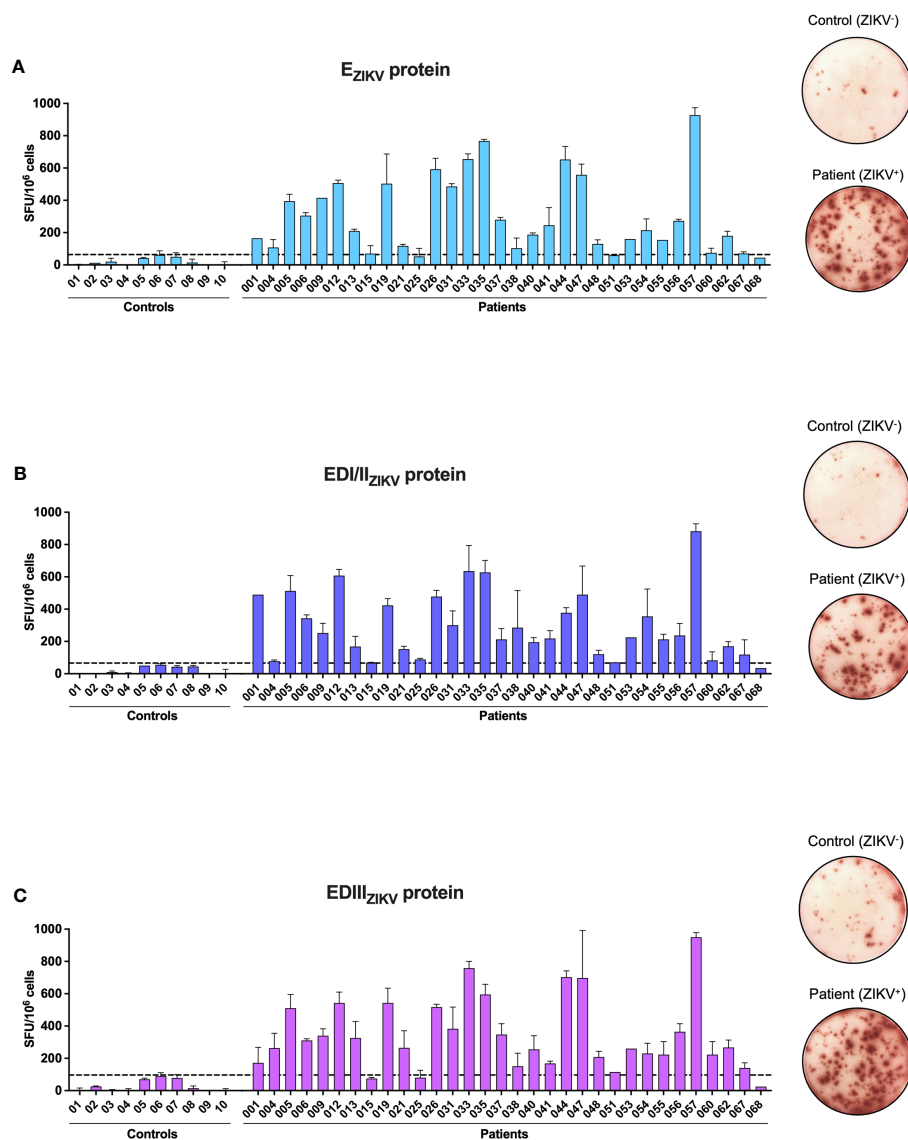 Control (ZIKV-)
A
E_ZIKV protein
1000
800
600
400
200
0
SFU/10⁶ cells
Patient (ZIKV⁺)
01 02 03 04 05 06 07 08 09 10 001 004 005 006 009 012 013 015 019 021 025 026 031 033 035 037 038 040 041 044 047 048 051 053 054 055 056 057 060 062 067 068
Controls Patients
Control (ZIKV-)
B
EDI/II_ZIKV protein
1000
800
600
400
200
0
SFU/10⁶ cells
Patient (ZIKV⁺)
01 02 03 04 05 06 07 08 09 10 001 004 005 006 009 012 013 015 019 021 025 026 031 033 035 037 038 040 041 044 047 048 051 053 054 055 056 057 060 062 067 068
Controls Patients
Control (ZIKV-)
C
EDIII_ZIKV protein
1000
800
600
400
200
0
SFU/10⁶ cells
Patient (ZIKV⁺)
01 02 03 04 05 06 07 08 09 10 001 004 005 006 009 012 013 015 019 021 025 026 031 033 035 037 038 040 041 044 047 048 051 053 054 055 056 057 060 062 067 068
Controls Patients